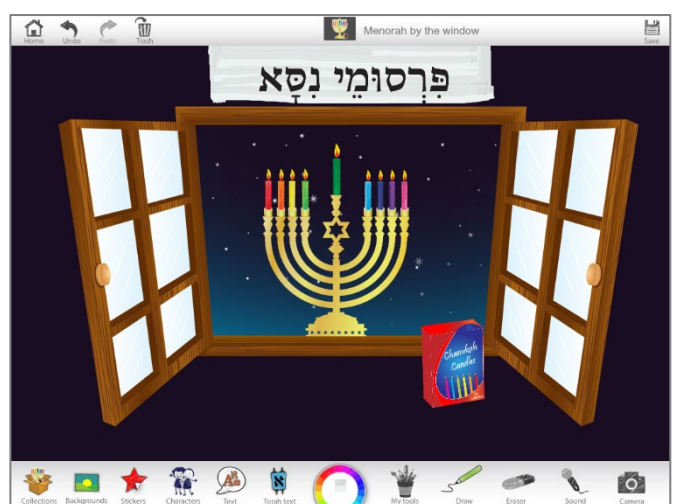 Home Undo Redo Trash Menorah by the window Save
פִּרְסוּמֵי נִסָּא
Chanukah
Candles
Collections Backgrounds Stickers Characters Text Torah text My tools Draw Eraser Sound Camera